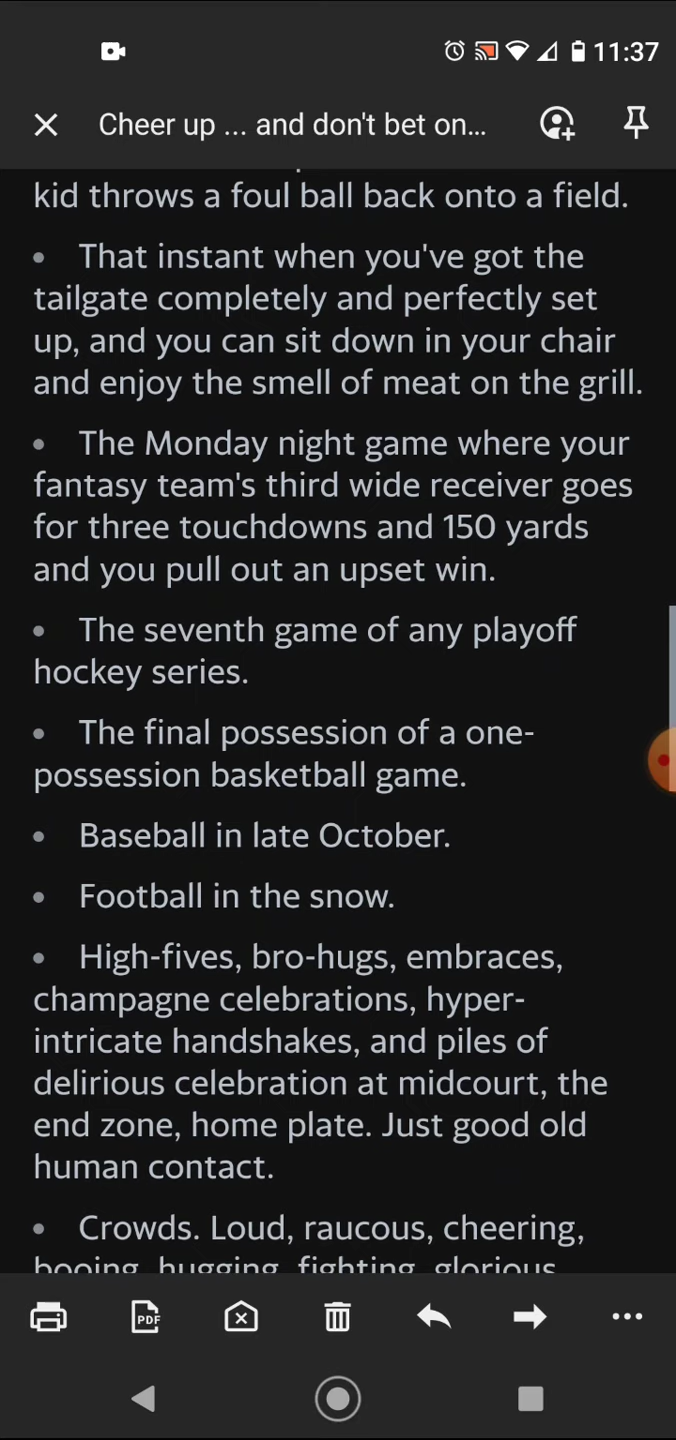 11:37
Cheer up ... and don't bet on...
kid throws a foul ball back onto a field.
• That instant when you've got the
tailgate completely and perfectly set
up, and you can sit down in your chair
and enjoy the smell of meat on the grill.
• The Monday night game where your
fantasy team's third wide receiver goes
for three touchdowns and 150 yards
and you pull out an upset win.
• The seventh game of any playoff
hockey series.
• The final possession of a one-
possession basketball game.
• Baseball in late October.
• Football in the snow.
• High-fives, bro-hugs, embraces,
champagne celebrations, hyper-
intricate handshakes, and piles of
delirious celebration at midcourt, the
end zone, home plate. Just good old
human contact.
• Crowds. Loud, raucous, cheering,
booing, hugging, fighting, glorious
PDF